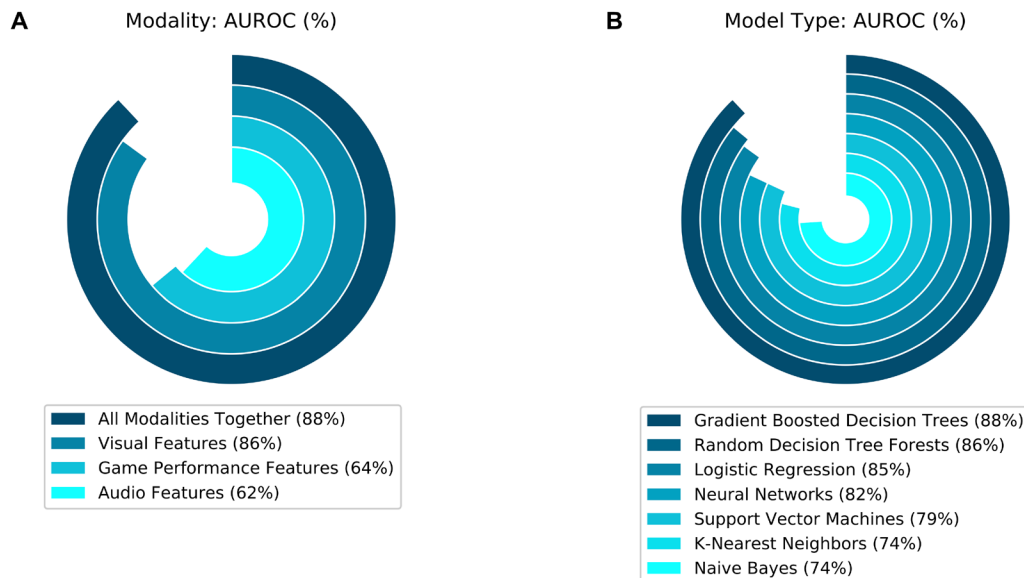 A
Modality: AUROC (%)
All Modalities Together (88%)
Visual Features (86%)
Game Performance Features (64%)
Audio Features (62%)
B
Model Type: AUROC (%)
Gradient Boosted Decision Trees (88%)
Random Decision Tree Forests (86%)
Logistic Regression (85%)
Neural Networks (82%)
Support Vector Machines (79%)
K-Nearest Neighbors (74%)
Naive Bayes (74%)